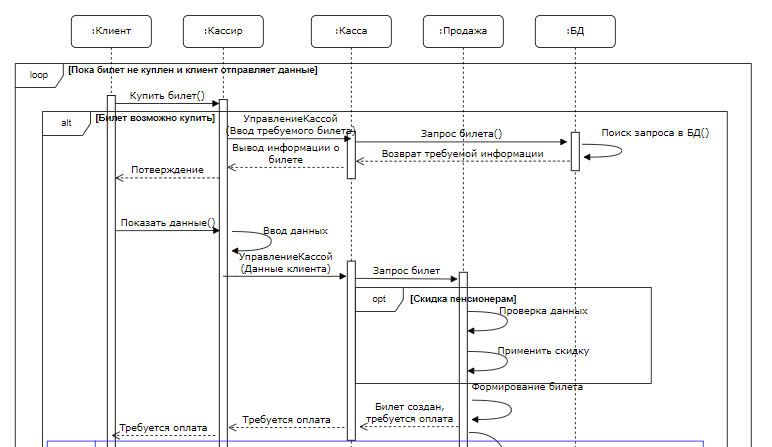 :Клиент
:Кассир
:Касса
:Продажа
:БД
loop
[Пока билет не куплен и клиент отправляет данные]
Купить билет()
alt
[Билет возможно купить]
УправлениеКассой
(Ввод требуемого билета)
Запрос билета()
Поиск запроса в БД()
Вывод информации о
билете
Возврат требуемой информации
Потверждение
Показать данные()
Ввод данных
УправлениеКассой
(Данные клиента)
Запрос билет
opt
[Скидка пенсионерам]
Проверка данных
Применить скидку
Формирование билета
Билет создан,
требуется оплата
Требуется оплата
Требуется оплата